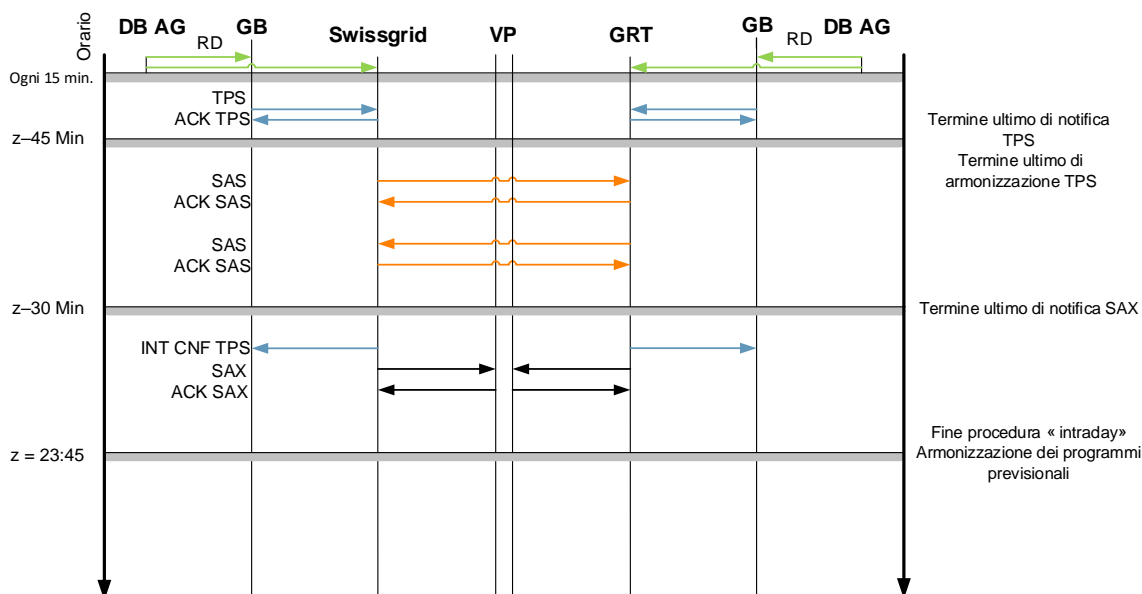 Orario
DB AG
GB
Swissgrid
VP
GRT
GB
DB AG
RD
RD
Ogni 15 min.
TPS
ACK TPS
z–45 Min
Termine ultimo di notifica
TPS
Termine ultimo di
armonizzazione TPS
SAS
ACK SAS
SAS
ACK SAS
z–30 Min
Termine ultimo di notifica SAX
INT CNF TPS
SAX
ACK SAX
z = 23:45
Fine procedura « intraday»
Armonizzazione dei programmi
previsionali